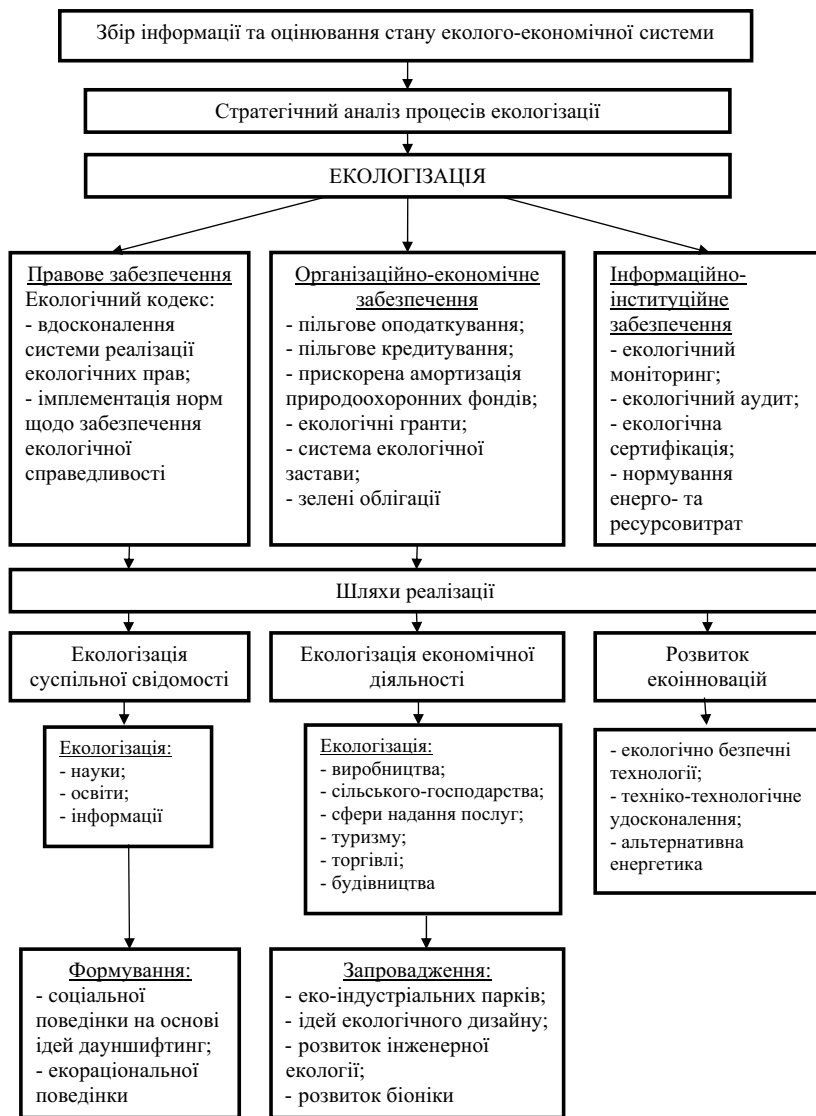 Збір інформації та оцінювання стану еколого-економічної системи
Стратегічний аналіз процесів екологізації
ЕКОЛОГІЗАЦІЯ
Правове забезпечення
Екологічний кодекс:
- вдосконалення
системи реалізації
екологічних прав;
- імплементація норм
щодо забезпечення
екологічної
справедливості
Організаційно-економічне
забезпечення
- пільгове оподаткування;
- пільгове кредитування;
- прискорена амортизація
природоохоронних фондів;
- екологічні гранти;
- система екологічної
застави;
- зелені облігації
Інформаційно-
інституційне
забезпечення
- екологічний
моніторинг;
- екологічний аудит;
- екологічна
сертифікація;
- нормування
енерго- та
ресурсовитрат
Шляхи реалізації
Екологізація
суспільної свідомості
Екологізація економічної
діяльності
Розвиток
екоінновацій
Екологізація:
- науки;
- освіти;
- інформації
Екологізація:
- виробництва;
- сільського-господарства;
- сфери надання послуг;
- туризму;
- торгівлі;
- будівництва
- екологічно безпечні
технології;
- техніко-технологічне
удосконалення;
- альтернативна
енергетика
Формування:
- соціальної
поведінки на основі
ідей дауншифтинг;
- екораціональної
поведінки
Запровадження:
- еко-індустріальних парків;
- ідей екологічного дизайну;
- розвиток інженерної
екології;
- розвиток біоніки